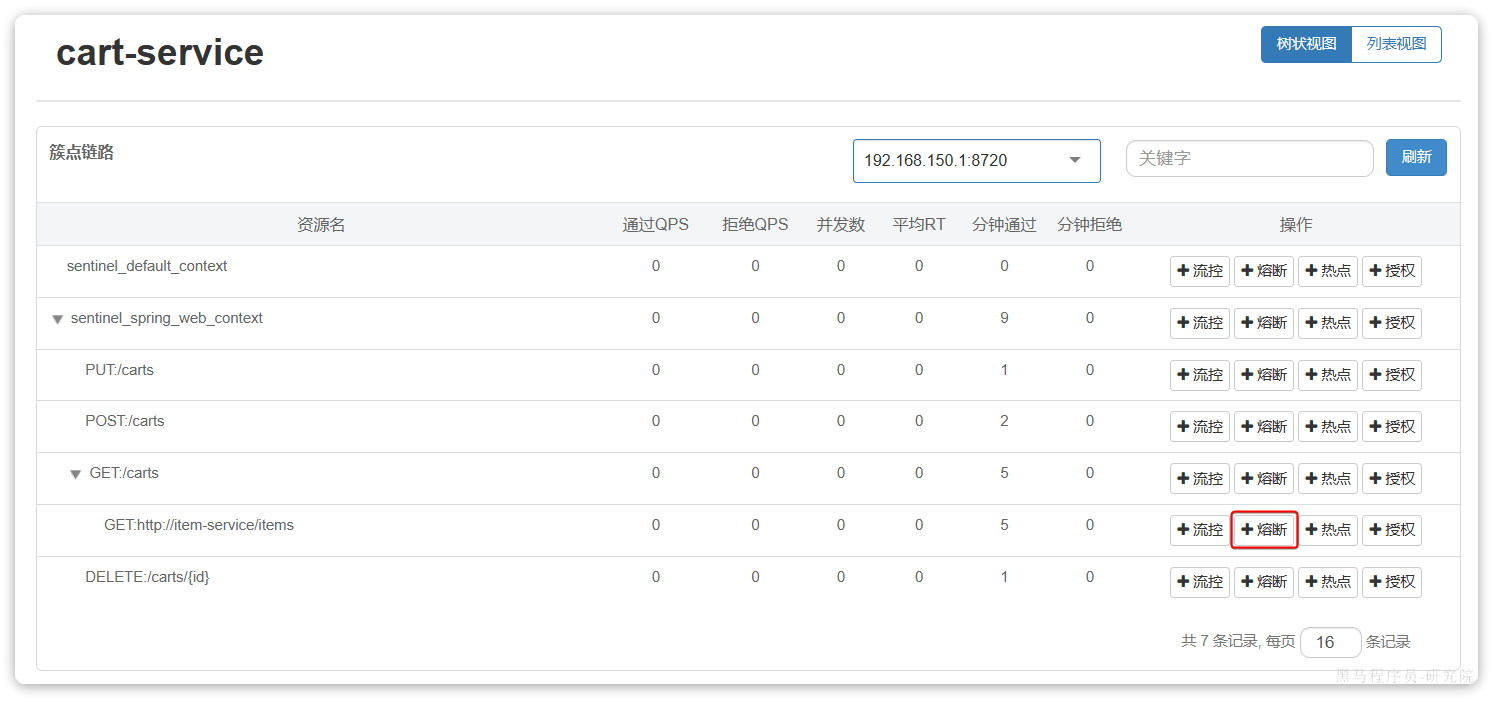 cart-service
树状视图 列表视图
簇点链路 192.168.150.1:8720 关键字 刷新
资源名 通过QPS 拒绝QPS 并发数 平均RT 分钟通过 分钟拒绝 操作
sentinel_default_context 0 0 0 0 0 0 流控 熔断 热点 授权
sentinel_spring_web_context 0 0 0 0 9 0 流控 熔断 热点 授权
PUT:/carts 0 0 0 0 1 0 流控 熔断 热点 授权
POST:/carts 0 0 0 0 2 0 流控 熔断 热点 授权
GET:/carts 0 0 0 0 5 0 流控 熔断 热点 授权
GET:http://item-service/items 0 0 0 0 5 0 流控 熔断 热点 授权
DELETE:/carts/{id} 0 0 0 0 1 0 流控 熔断 热点 授权
共 7 条记录, 每页 16 条记录
黑马程序员-研究院